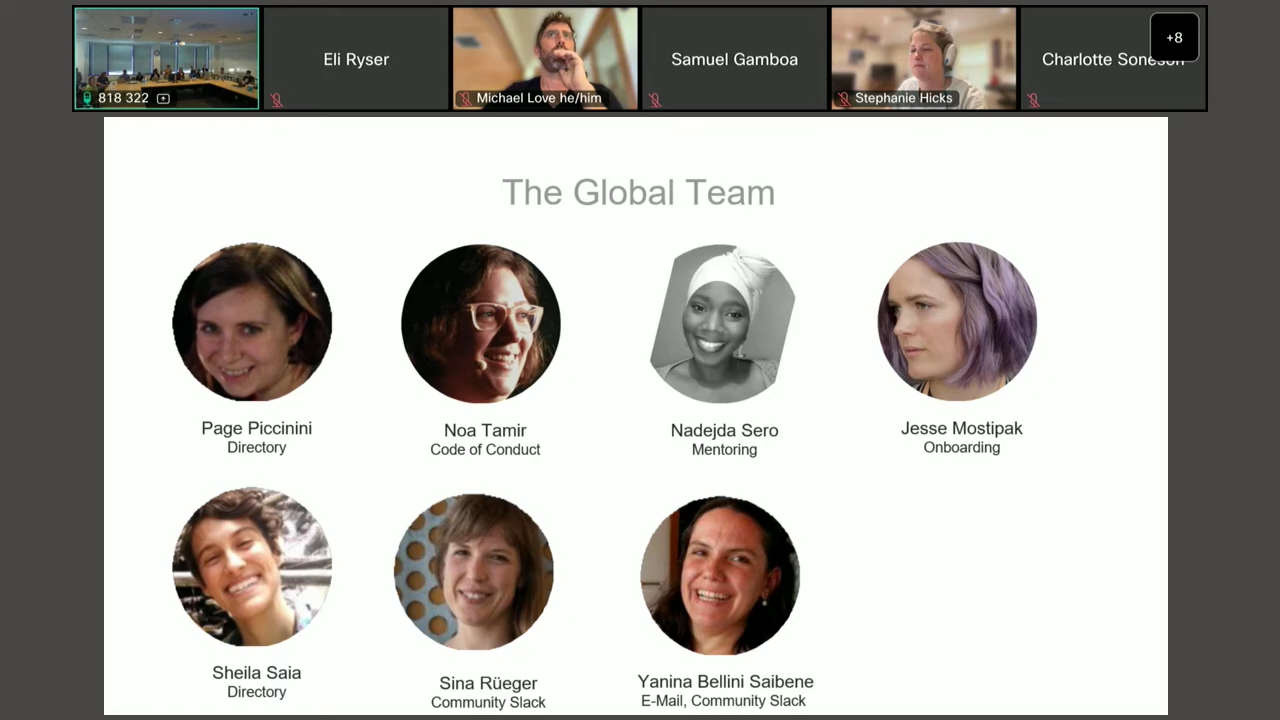 818 322
Eli Ryser
Michael Love he/him
Samuel Gamboa
Stephanie Hicks
Charlotte Soneson
+8
The Global Team
Page Piccinini
Directory
Noa Tamir
Code of Conduct
Nadejda Sero
Mentoring
Jesse Mostipak
Onboarding
Sheila Saia
Directory
Sina Rüeger
Community Slack
Yanina Bellini Saibene
E-Mail, Community Slack